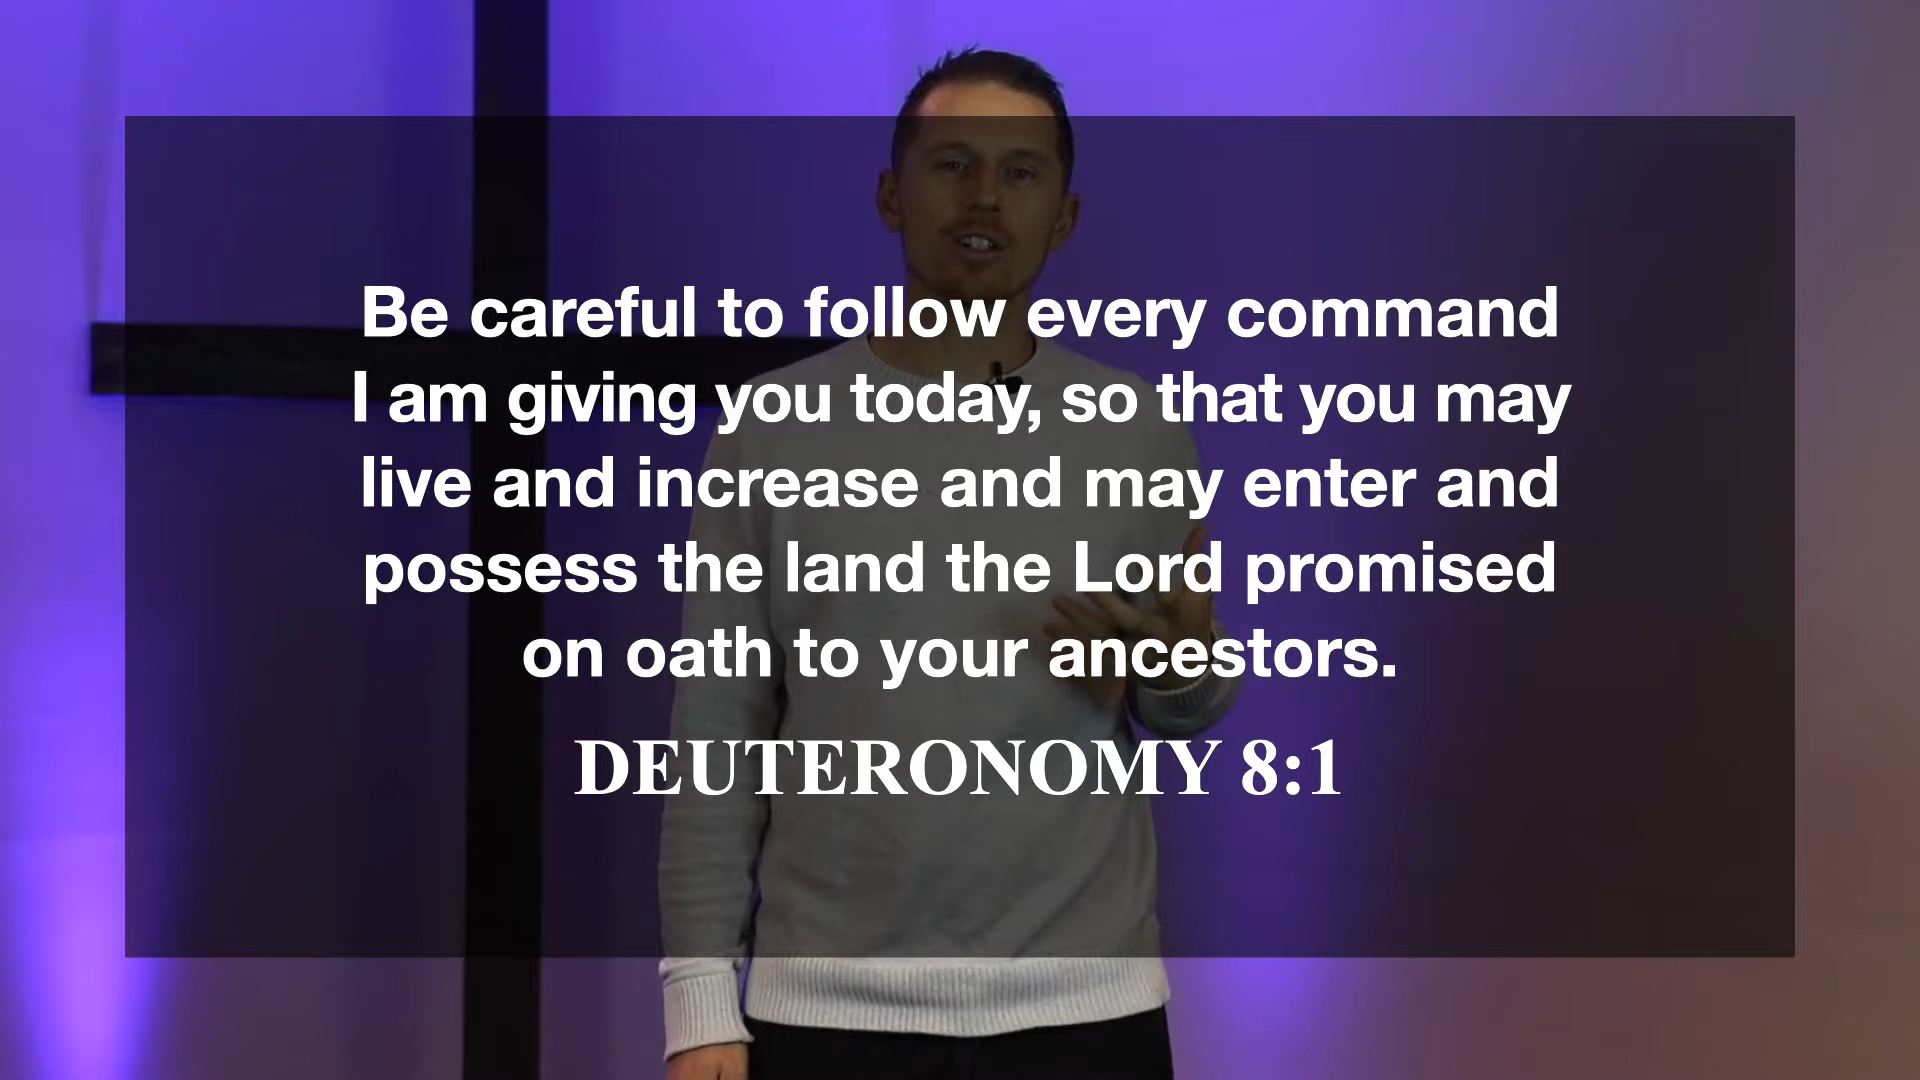 Be careful to follow every command
I am giving you today, so that you may
live and increase and may enter and
possess the land the Lord promised
on oath to your ancestors.
DEUTERONOMY 8:1